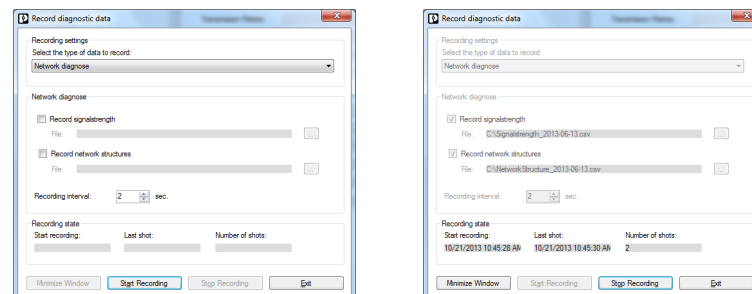 Record diagnostic data
Recording settings
Select the type of data to record:
Network diagnose
Network diagnose
Record signalstrength
File:
...
Record network structures
File:
...
Recording interval: 2 sec.
Recording state
Start recording: Last shot: Number of shots:
Minimize Window Start Recording Stop Recording Exit
Record diagnostic data
Recording settings
Select the type of data to record:
Network diagnose
Network diagnose
Record signalstrength
File: C:\Signalstrength_2013-06-13.csv
...
Record network structures
File: C:\NetworkStructure_2013-06-13.csv
...
Recording interval: 2 sec.
Recording state
Start recording: Last shot: Number of shots:
10/21/2013 10:45:28 AM 10/21/2013 10:45:30 AM 2
Minimize Window Start Recording Stop Recording Exit